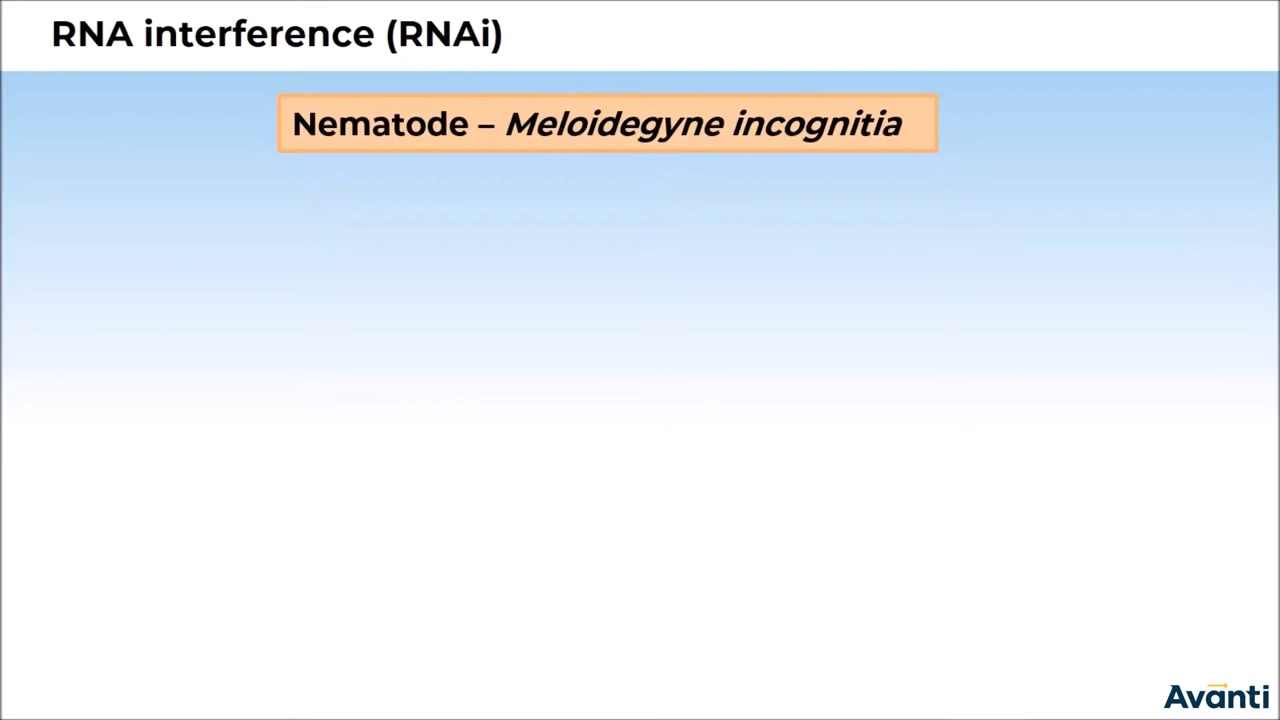 RNA interference (RNAi)
Nematode – Meloidegyne incognitia
Avanti